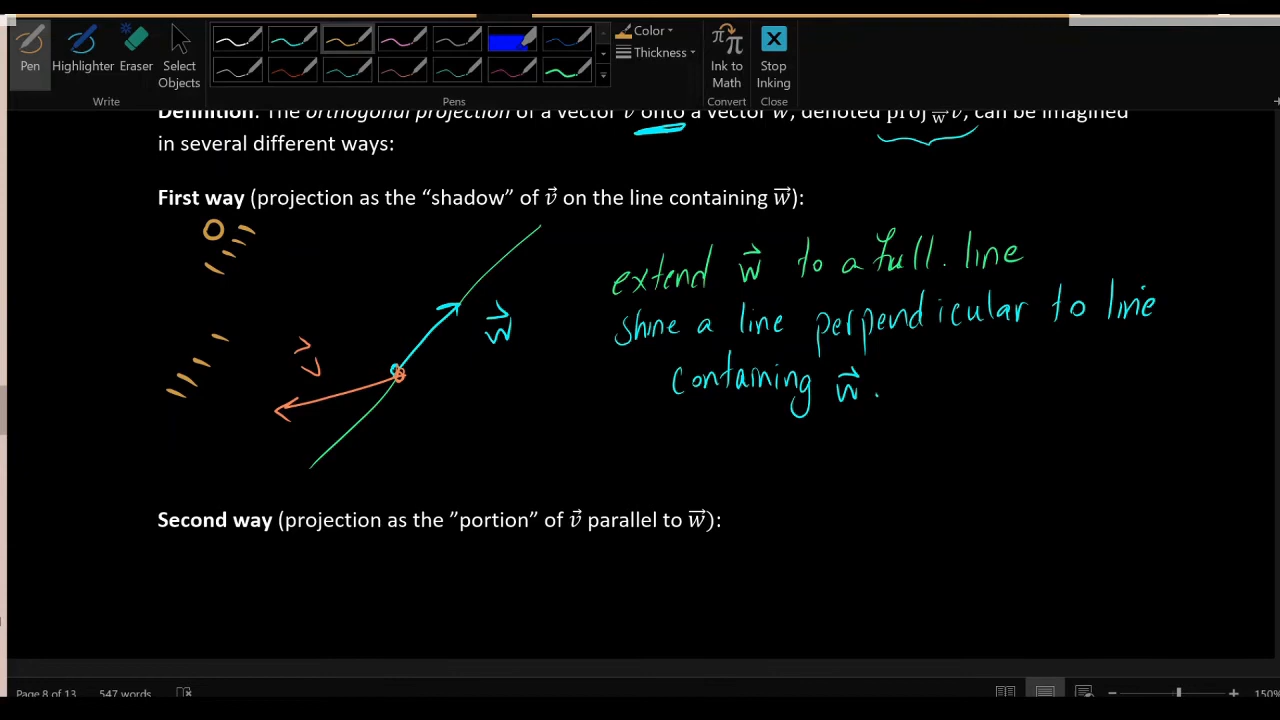 Pen
Highlighter
Eraser
Select Objects
Color
Thickness
Ink to Math
Stop Inking
Write
Pens
Convert
Close
Definition: The orthogonal projection of a vector v⃗ onto a vector w⃗, denoted proj_w⃗ v⃗, can be imagined
in several different ways:
First way (projection as the “shadow” of v⃗ on the line containing w⃗):
extend w⃗ to a full. line
shine a line perpendicular to line
containing w⃗.
w⃗
v⃗
Second way (projection as the ”portion” of v⃗ parallel to w⃗):
Page 8 of 13
547 words
150%